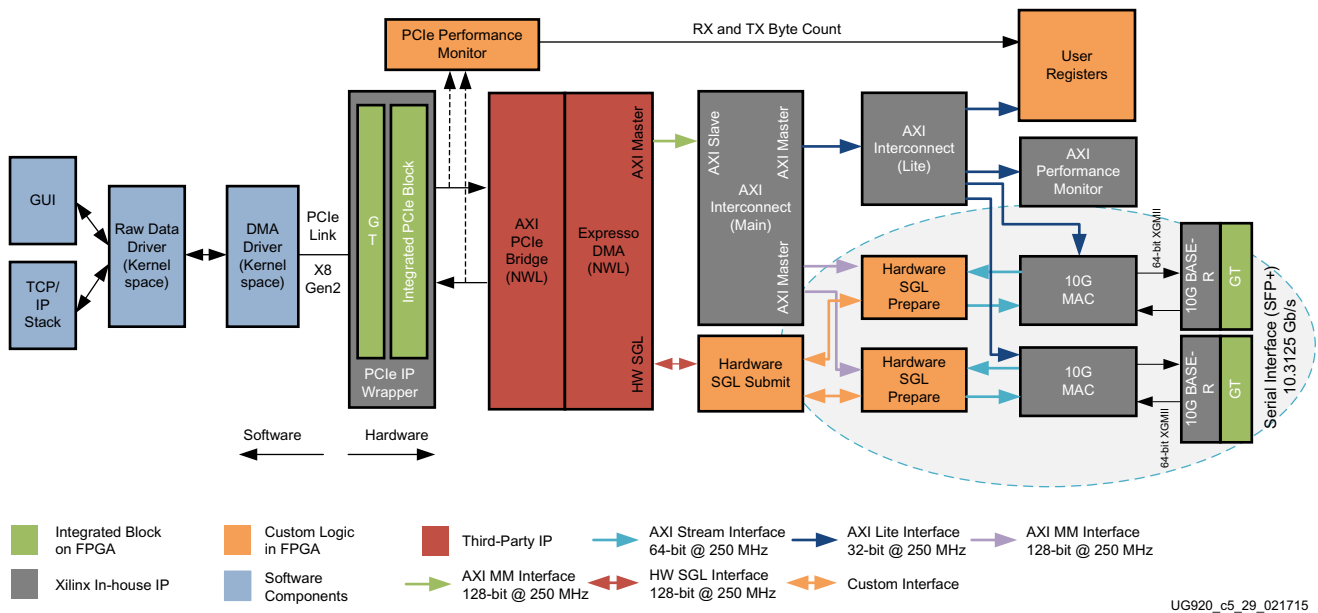 PCIe Performance
Monitor
RX and TX Byte Count
User
Registers
GUI
TCP/
IP
Stack
Raw Data
Driver
(Kernel
space)
DMA
Driver
(Kernel
space)
PCIe
Link
X8
Gen2
GT
Integrated PCIe Block
PCIe IP
Wrapper
AXI
PCIe
Bridge
(NWL)
Expresso
DMA
(NWL)
AXI Master
HW SGL
AXI Slave
AXI Master
AXI
Interconnect
(Main)
AXI Master
AXI
Interconnect
(Lite)
AXI
Performance
Monitor
Hardware
SGL Submit
Hardware
SGL
Prepare
Hardware
SGL
Prepare
10G
MAC
10G
MAC
64-bit XGMII
64-bit XGMII
10G BASE-
R
GT
10G BASE-
R
GT
Serial Interface (SFP+)
10.3125 Gb/s
Software
Hardware
Integrated Block
on FPGA
Custom Logic
in FPGA
Third-Party IP
AXI Stream Interface
64-bit @ 250 MHz
AXI Lite Interface
32-bit @ 250 MHz
AXI MM Interface
128-bit @ 250 MHz
Xilinx In-house IP
Software
Components
AXI MM Interface
128-bit @ 250 MHz
HW SGL Interface
128-bit @ 250 MHz
Custom Interface
UG920_c5_29_021715